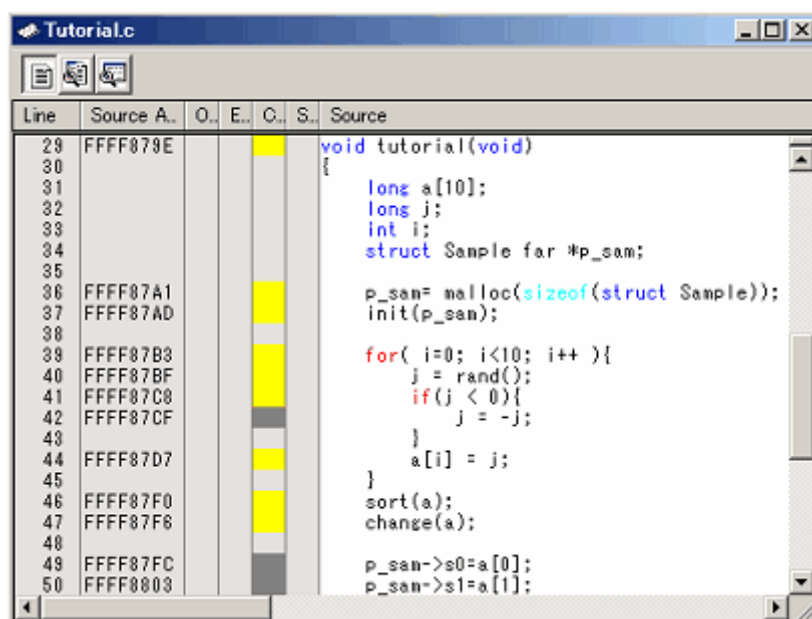 Tutorial.c
Line Source A.. O.. E.. C.. S.. Source
29 FFFF879E void tutorial(void)
30 {
31 long a[10];
32 long j;
33 int i;
34 struct Sample far *p_sam;
35
36 FFFF87A1 p_sam= malloc(sizeof(struct Sample));
37 FFFF87AD init(p_sam);
38
39 FFFF87B3 for( i=0; i<10; i++ ){
40 FFFF87BF j = rand();
41 FFFF87C8 if(j < 0){
42 FFFF87CF j = -j;
43 }
44 FFFF87D7 a[i] = j;
45 }
46 FFFF87F0 sort(a);
47 FFFF87F6 change(a);
48
49 FFFF87FC p_sam->s0=a[0];
50 FFFF8803 p_sam->s1=a[1];